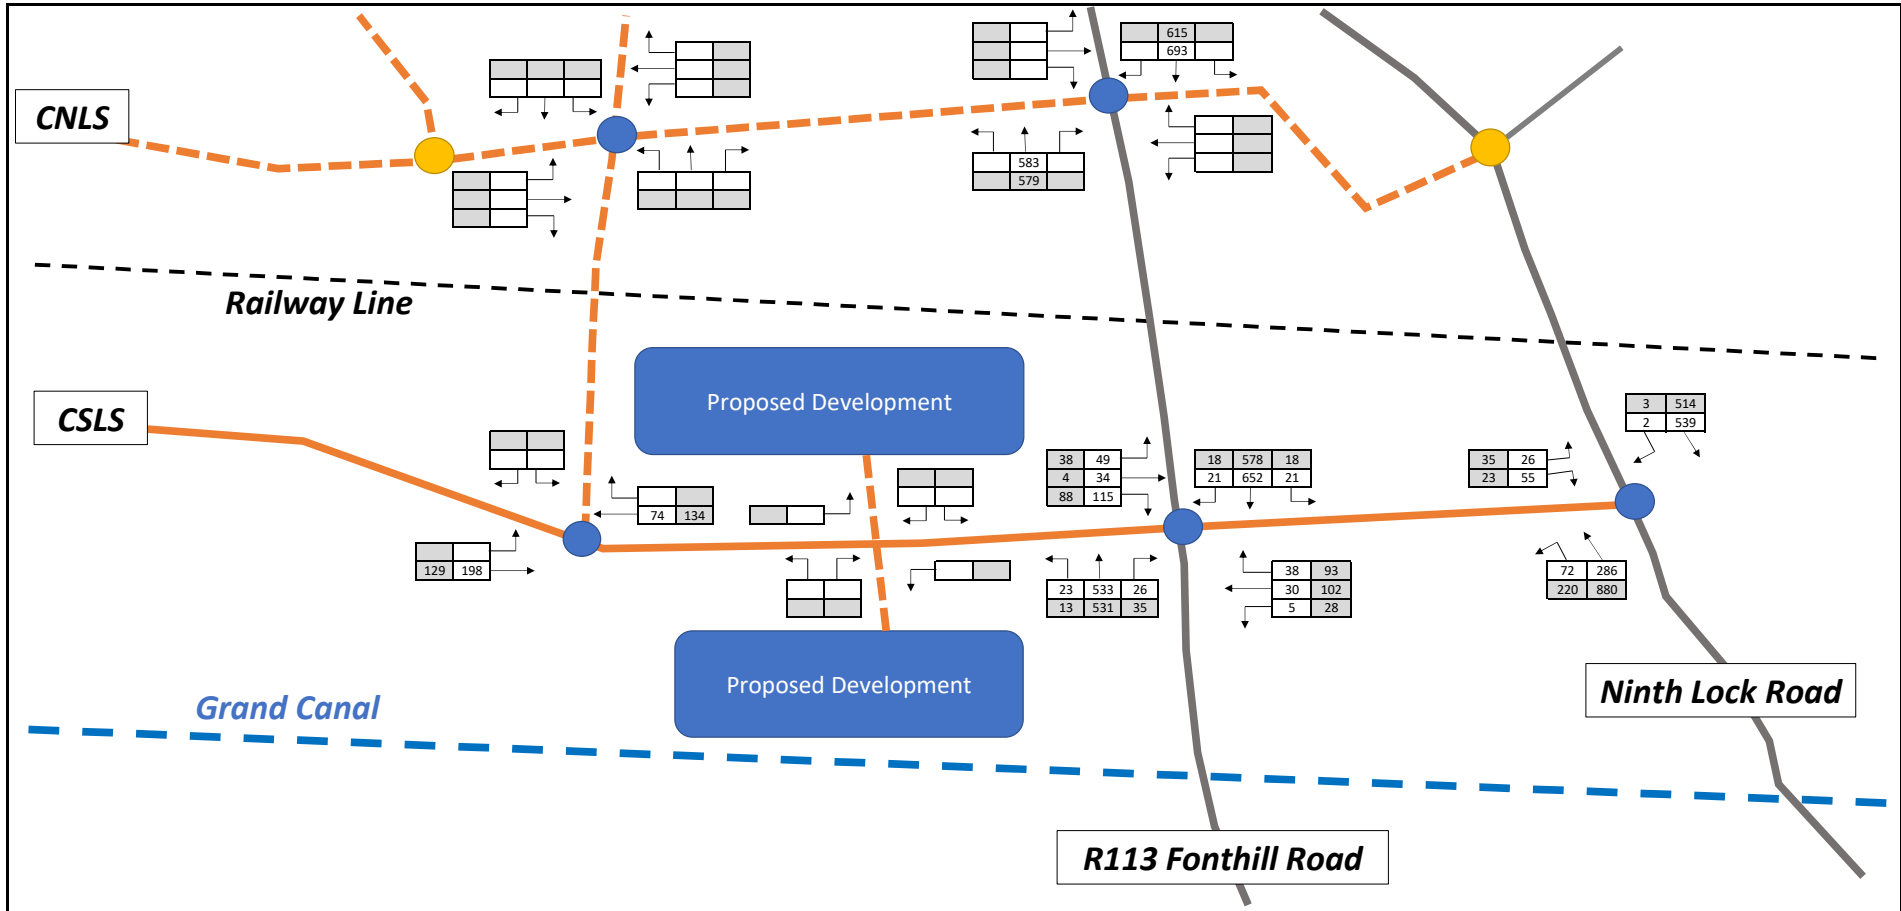 615
693
CNLS
583
579
Railway Line
Proposed Development
CSLS
3 514
2 539
38 49
4 34
88 115
18 578 18
21 652 21
35 26
23 55
74 134
129 198
23 533 26
13 531 35
38 93
30 102
5 28
72 286
220 880
Proposed Development
Ninth Lock Road
Grand Canal
R113 Fonthill Road